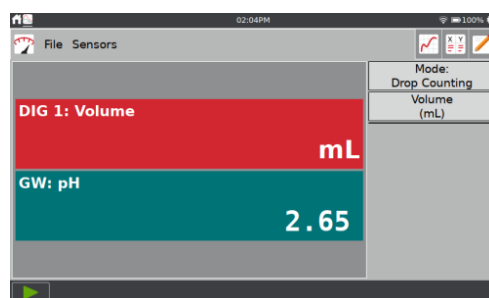 02:04PM
100%
File Sensors
X Y
Mode:
Drop Counting
Volume
(mL)
DIG 1: Volume
mL
GW: pH
2.65